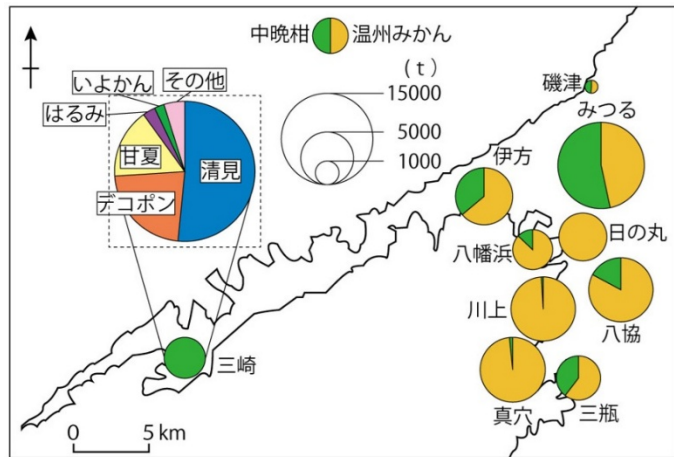 中晩柑 温州みかん
(t)
15000
5000
1000
いよかん
その他
はるみ
甘夏
清見
デコポン
磯津
みつる
伊方
日の丸
八幡浜
川上
八協
三崎
真穴
三瓶
0 5 km